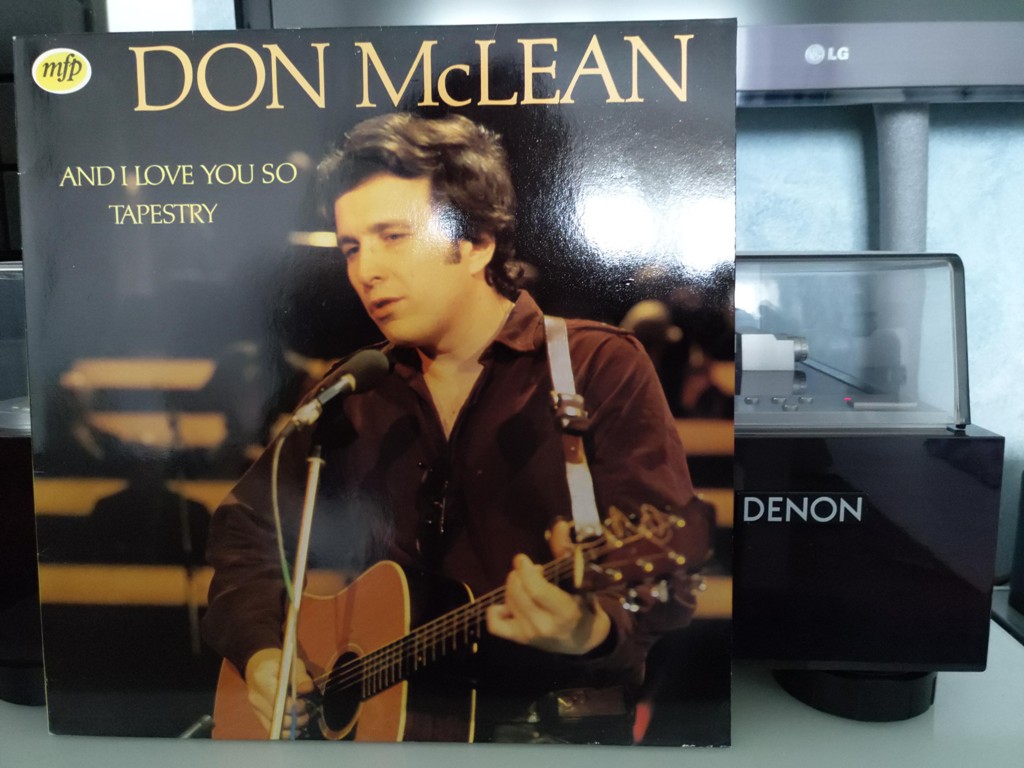 mfp
DON McLEAN
AND I LOVE YOU SO
TAPESTRY
LG
DENON